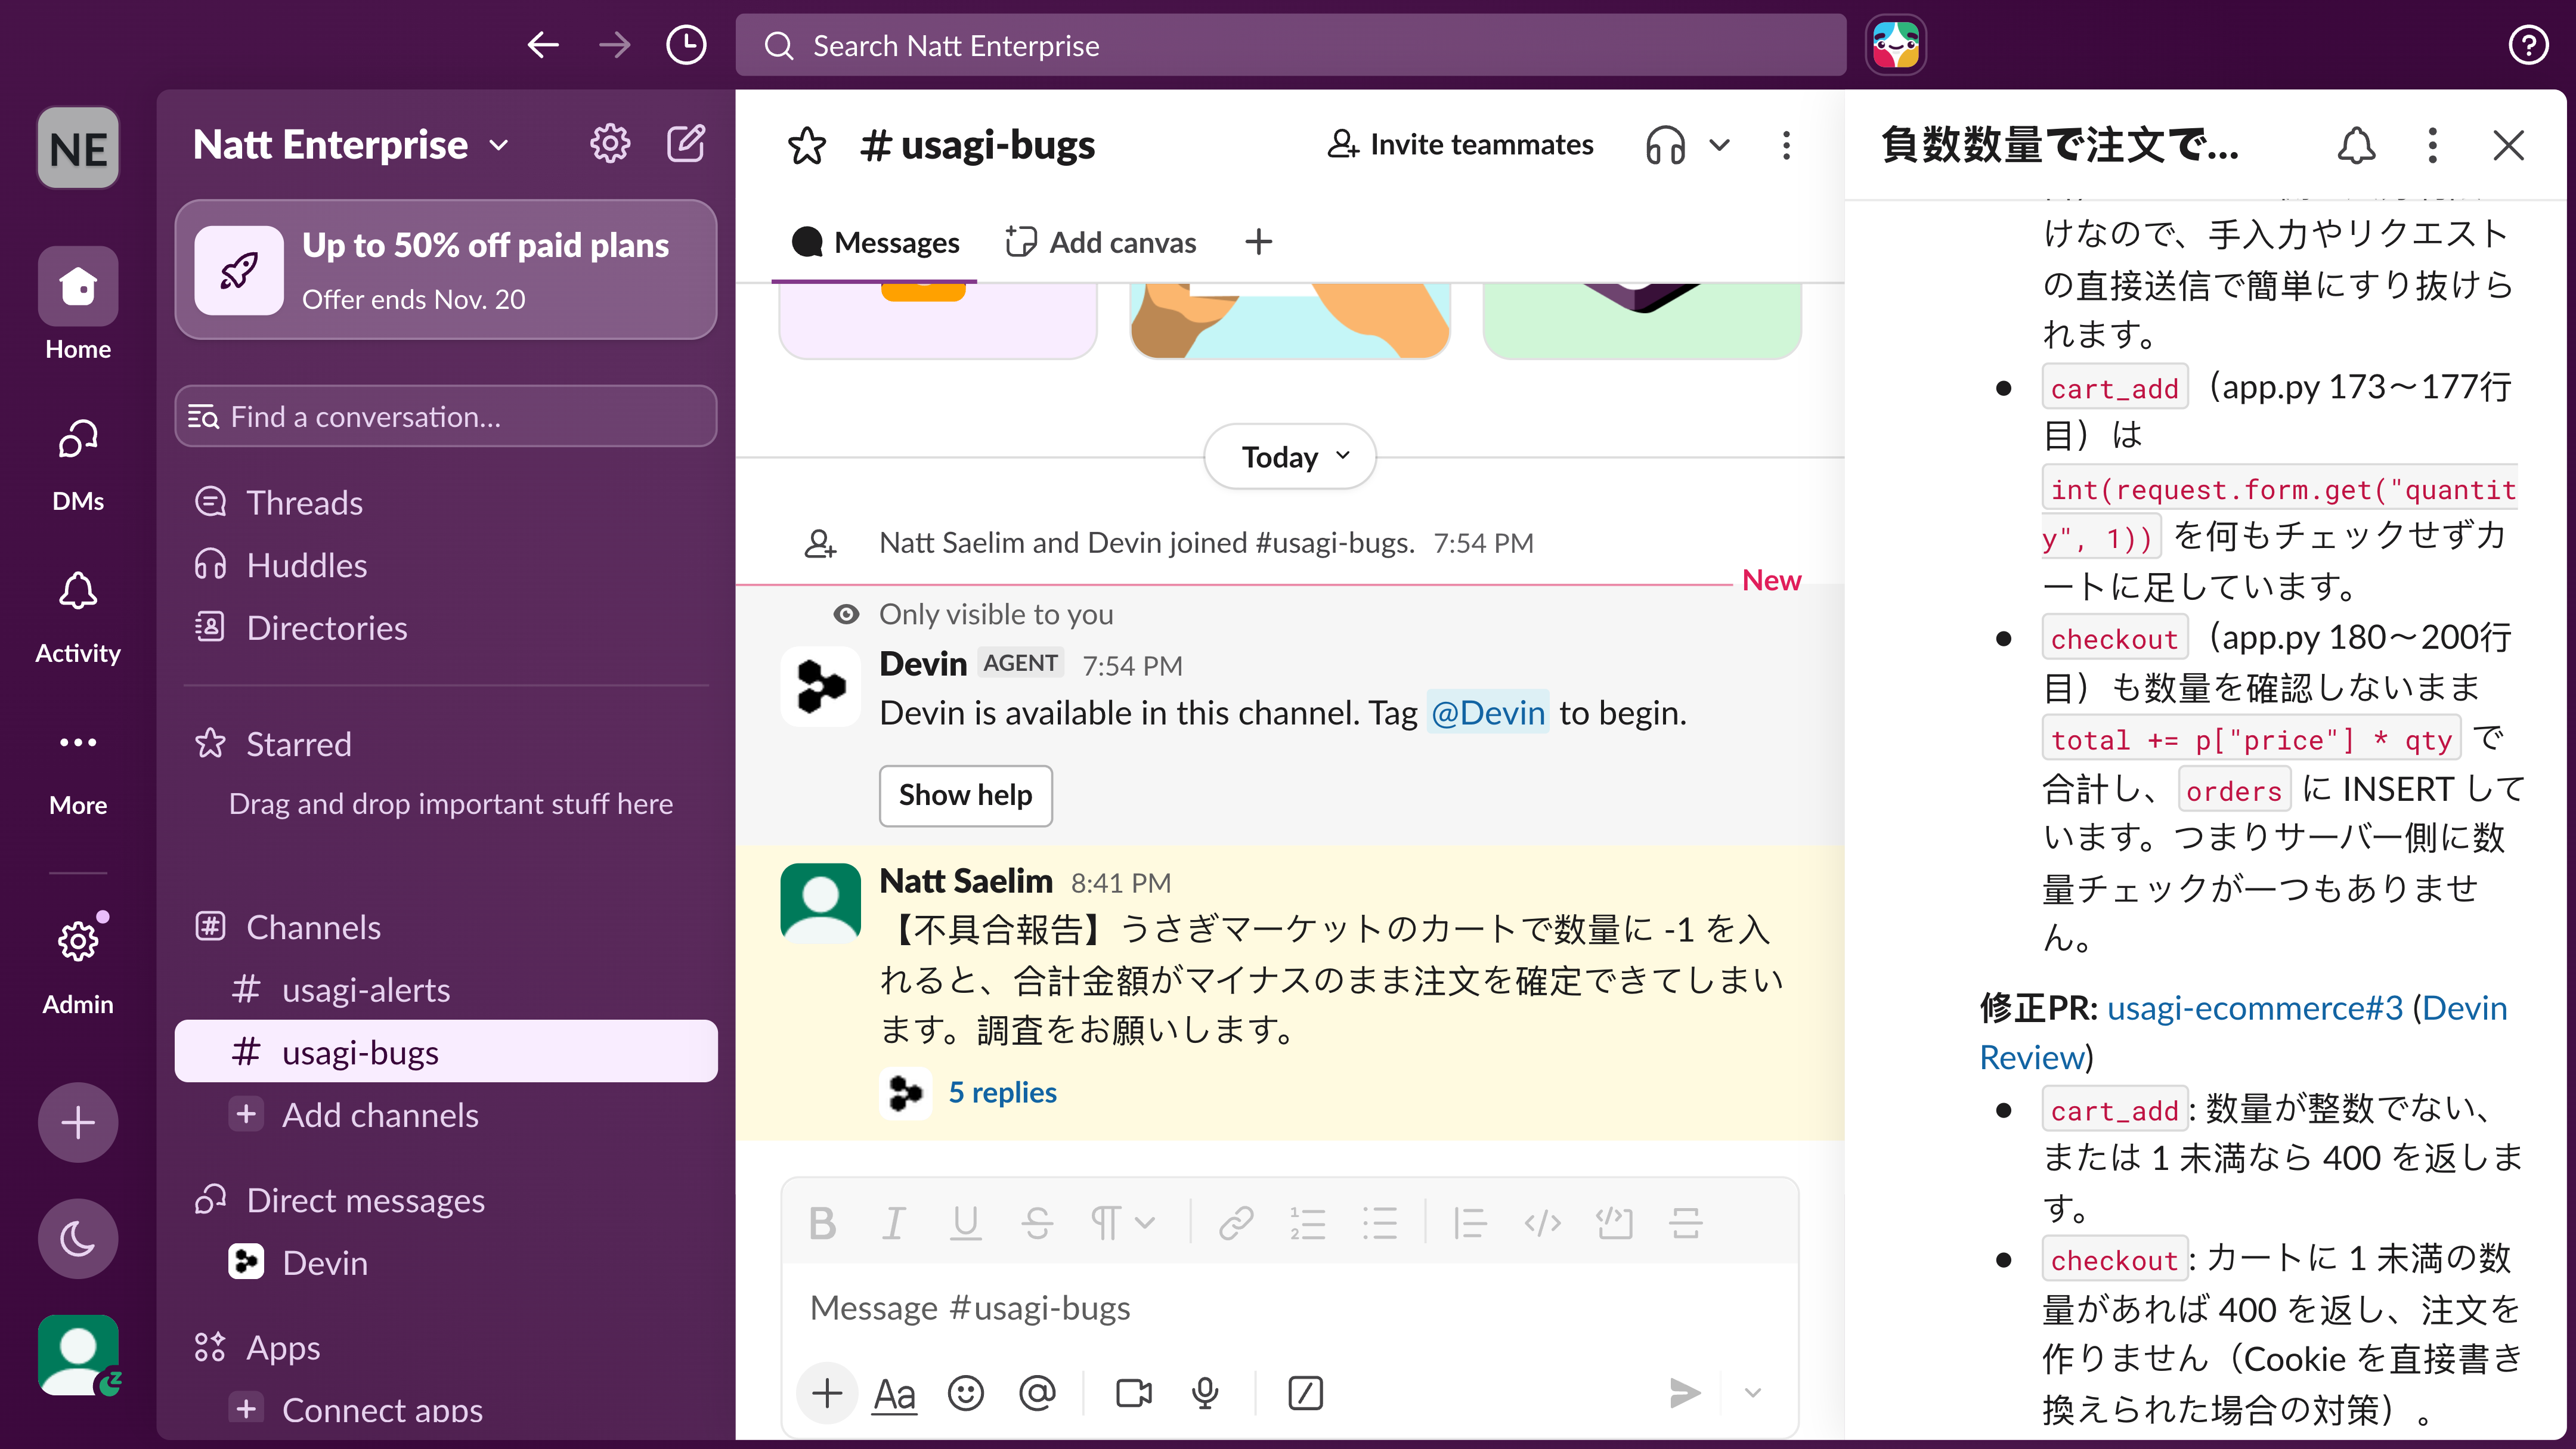 Search Natt Enterprise
NE
Home
DMs
Activity
More
Admin
Natt Enterprise
Up to 50% off paid plans
Offer ends Nov. 20
Find a conversation...
Threads
Huddles
Directories
Starred
Drag and drop important stuff here
Channels
# usagi-alerts
# usagi-bugs
Add channels
Direct messages
Devin
Apps
Connect apps
# usagi-bugs
Invite teammates
Messages
Add canvas
Today
Natt Saelim and Devin joined #usagi-bugs. 7:54 PM
New
Only visible to you
Devin AGENT 7:54 PM
Devin is available in this channel. Tag @Devin to begin.
Show help
Natt Saelim 8:41 PM
【不具合報告】うさぎマーケットのカートで数量に -1 を入
れると、合計金額がマイナスのまま注文を確定できてしまい
ます。調査をお願いします。
5 replies
Message #usagi-bugs
Aa
負数数量で注文で...
けなので、手入力やリクエスト
の直接送信で簡単にすり抜けら
れます。
cart_add（app.py 173～177行
目）は
int(request.form.get("quantit
y", 1)) を何もチェックせずカ
ートに足しています。
checkout（app.py 180～200行
目）も数量を確認しないまま
total += p["price"] * qty で
合計し、orders に INSERT して
います。つまりサーバー側に数
量チェックが一つもありませ
ん。
修正PR: usagi-ecommerce#3 (Devin
Review)
cart_add: 数量が整数でない、
または 1 未満なら 400 を返しま
す。
checkout: カートに 1 未満の数
量があれば 400 を返し、注文を
作りません（Cookie を直接書き
換えられた場合の対策）。